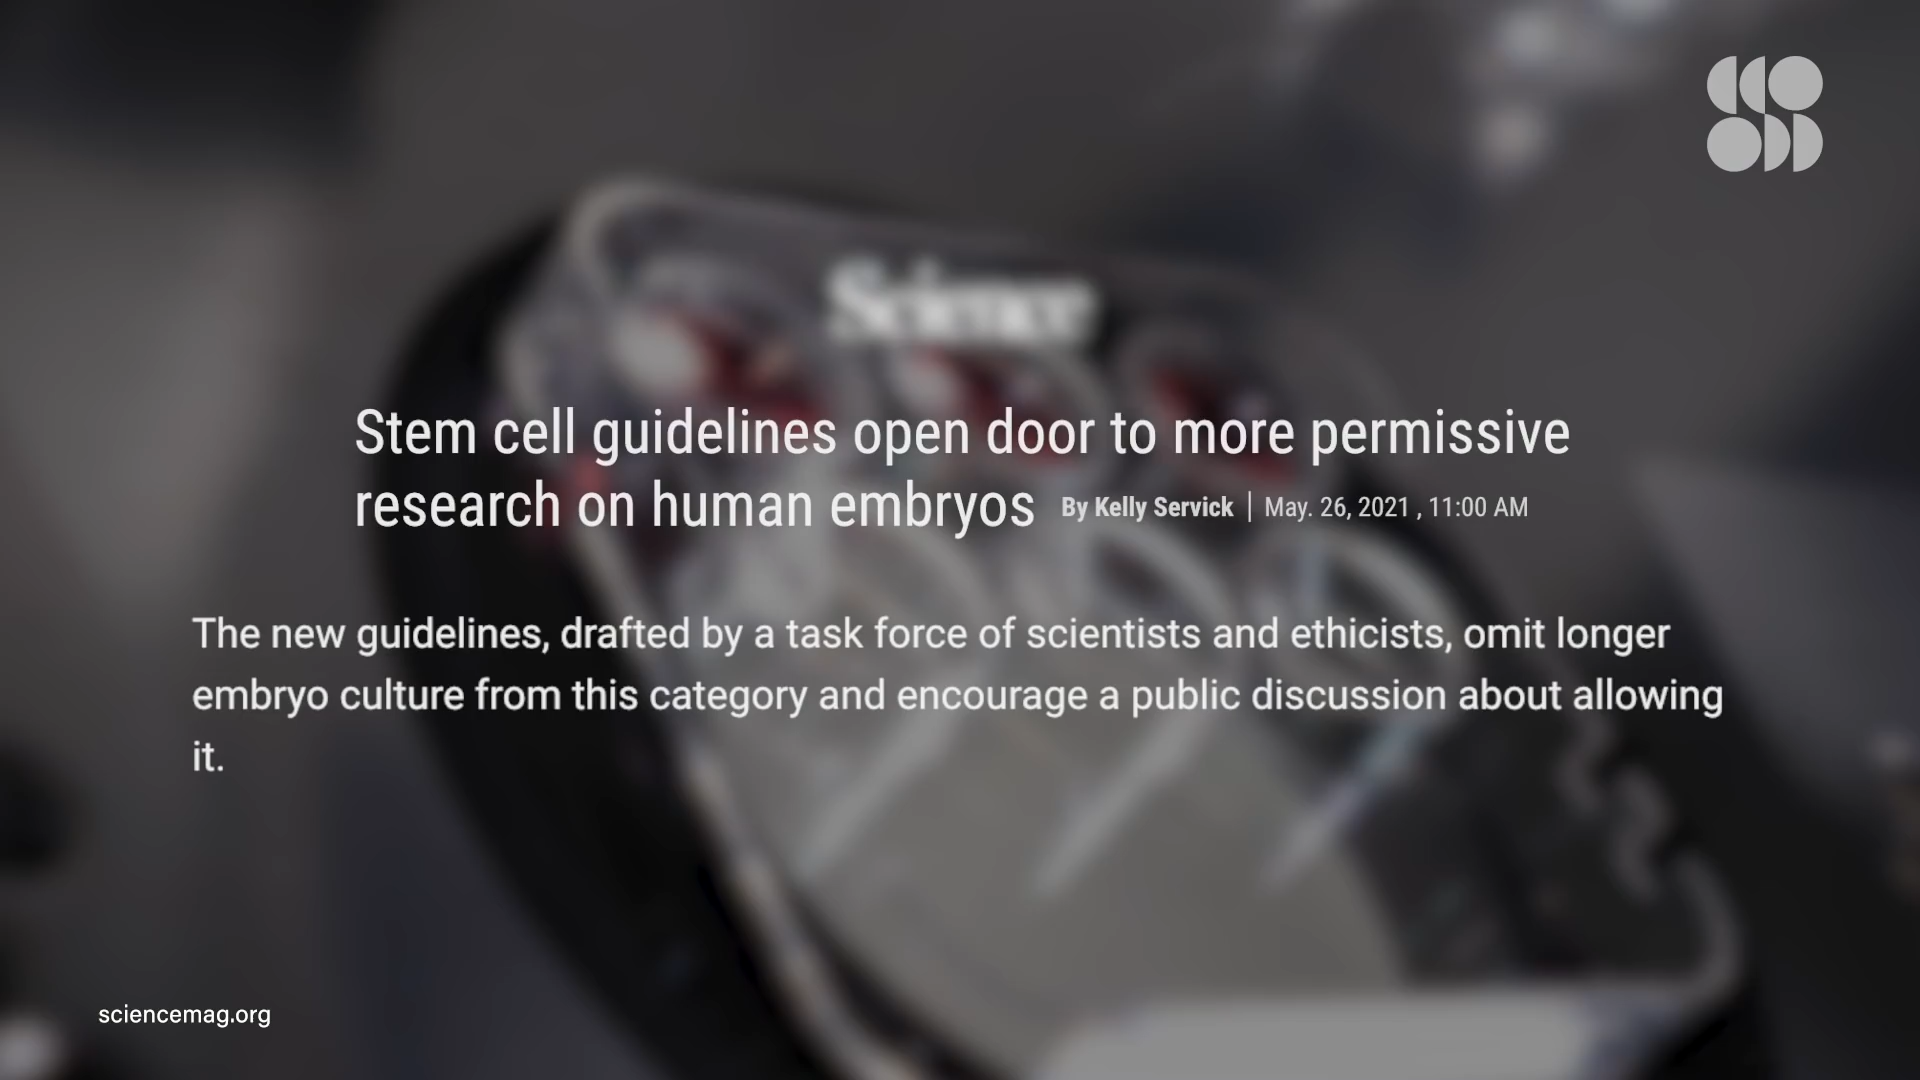 Science
Stem cell guidelines open door to more permissive
research on human embryos By Kelly Servick | May. 26, 2021 , 11:00 AM
The new guidelines, drafted by a task force of scientists and ethicists, omit longer
embryo culture from this category and encourage a public discussion about allowing
it.
sciencemag.org